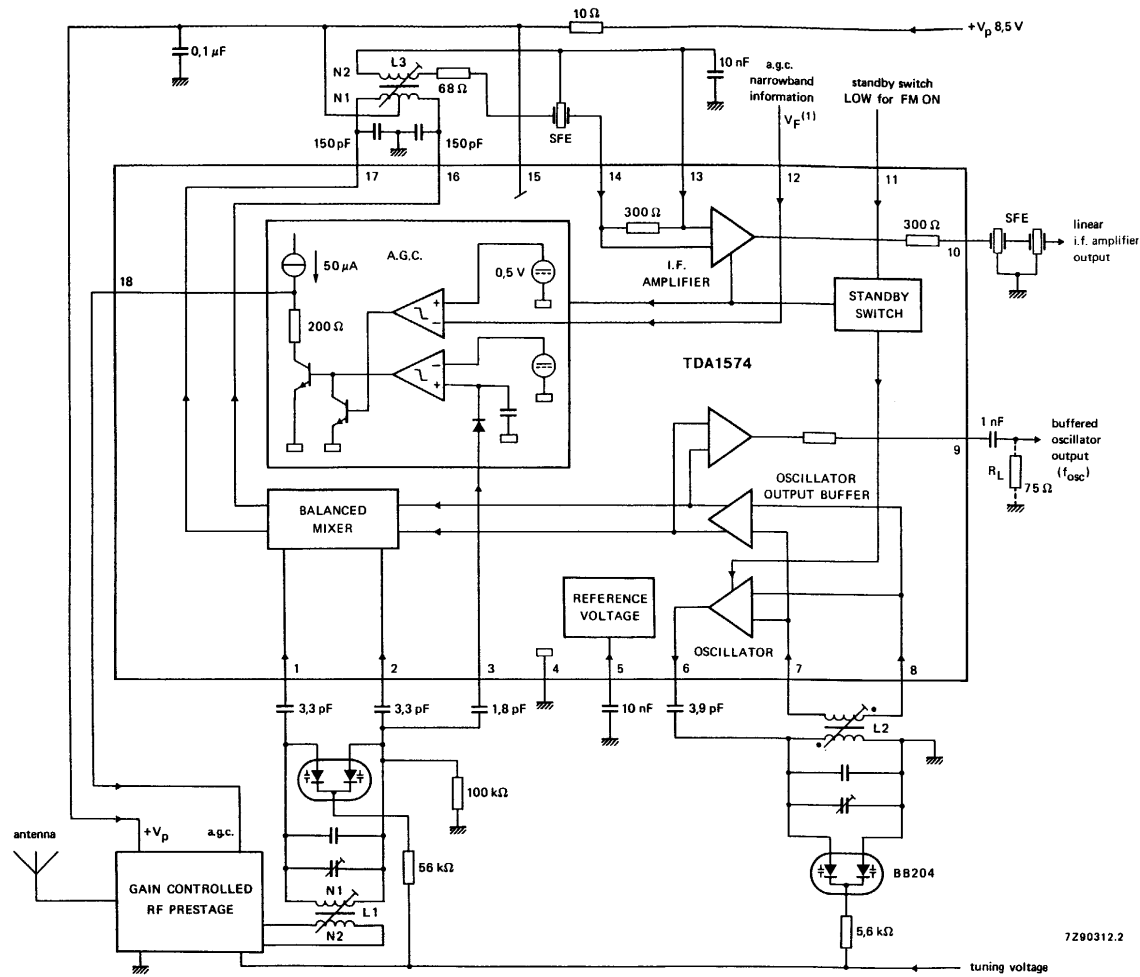 10 Ω
+Vp 8,5 V
0,1 µF
N2
L3
N1
68 Ω
10 nF
a.g.c.
narrowband
information
VF(1)
standby switch
LOW for FM ON
SFE
150 pF
150 pF
17
16
15
14
13
12
11
300 Ω
300 Ω
SFE
linear
i.f. amplifier
output
10
50 µA
A.G.C.
0,5 V
I.F.
AMPLIFIER
18
STANDBY
SWITCH
200 Ω
+
−
TDA1574
−
+
1 nF
buffered
oscillator
output
(fosc)
9
RL
75 Ω
OSCILLATOR
OUTPUT BUFFER
BALANCED
MIXER
REFERENCE
VOLTAGE
OSCILLATOR
1
2
3
4
5
6
7
8
3,3 pF
3,3 pF
1,8 pF
10 nF
3,9 pF
L2
100 kΩ
antenna
+Vp
a.g.c.
56 kΩ
BB204
GAIN CONTROLLED
RF PRESTAGE
N1
L1
N2
5,6 kΩ
7Z90312.2
tuning voltage